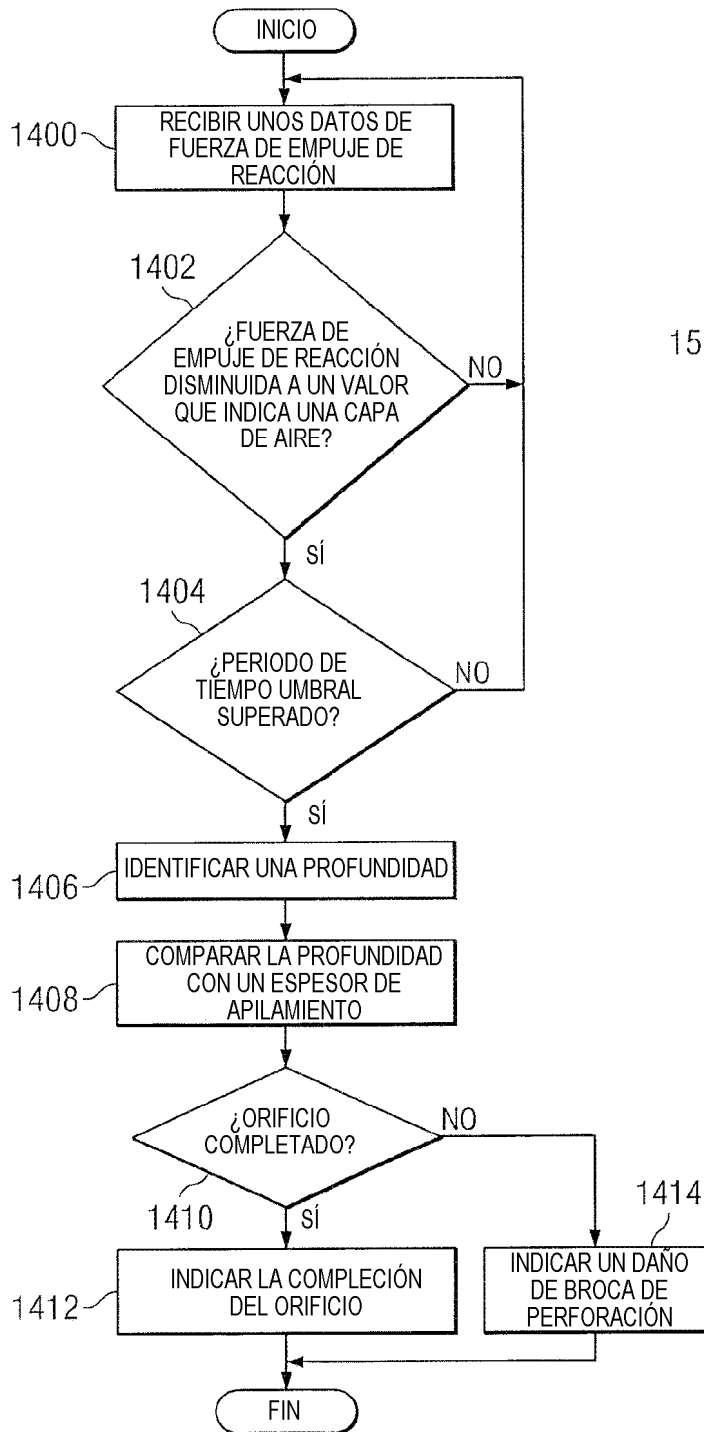 INICIO
1400
RECIBIR UNOS DATOS DE
FUERZA DE EMPUJE DE
REACCIÓN
1402
¿FUERZA DE
EMPUJE DE REACCIÓN
DISMINUIDA A UN VALOR
QUE INDICA UNA CAPA
DE AIRE?
NO
15
SÍ
1404
¿PERIODO DE
TIEMPO UMBRAL
SUPERADO?
NO
SÍ
1406
IDENTIFICAR UNA PROFUNDIDAD
1408
COMPARAR LA PROFUNDIDAD
CON UN ESPESOR DE
APILAMIENTO
¿ORIFICIO
COMPLETADO?
NO
1410
SÍ
1414
1412
INDICAR LA COMPLECIÓN
DEL ORIFICIO
INDICAR UN DAÑO
DE BROCA DE
PERFORACIÓN
FIN